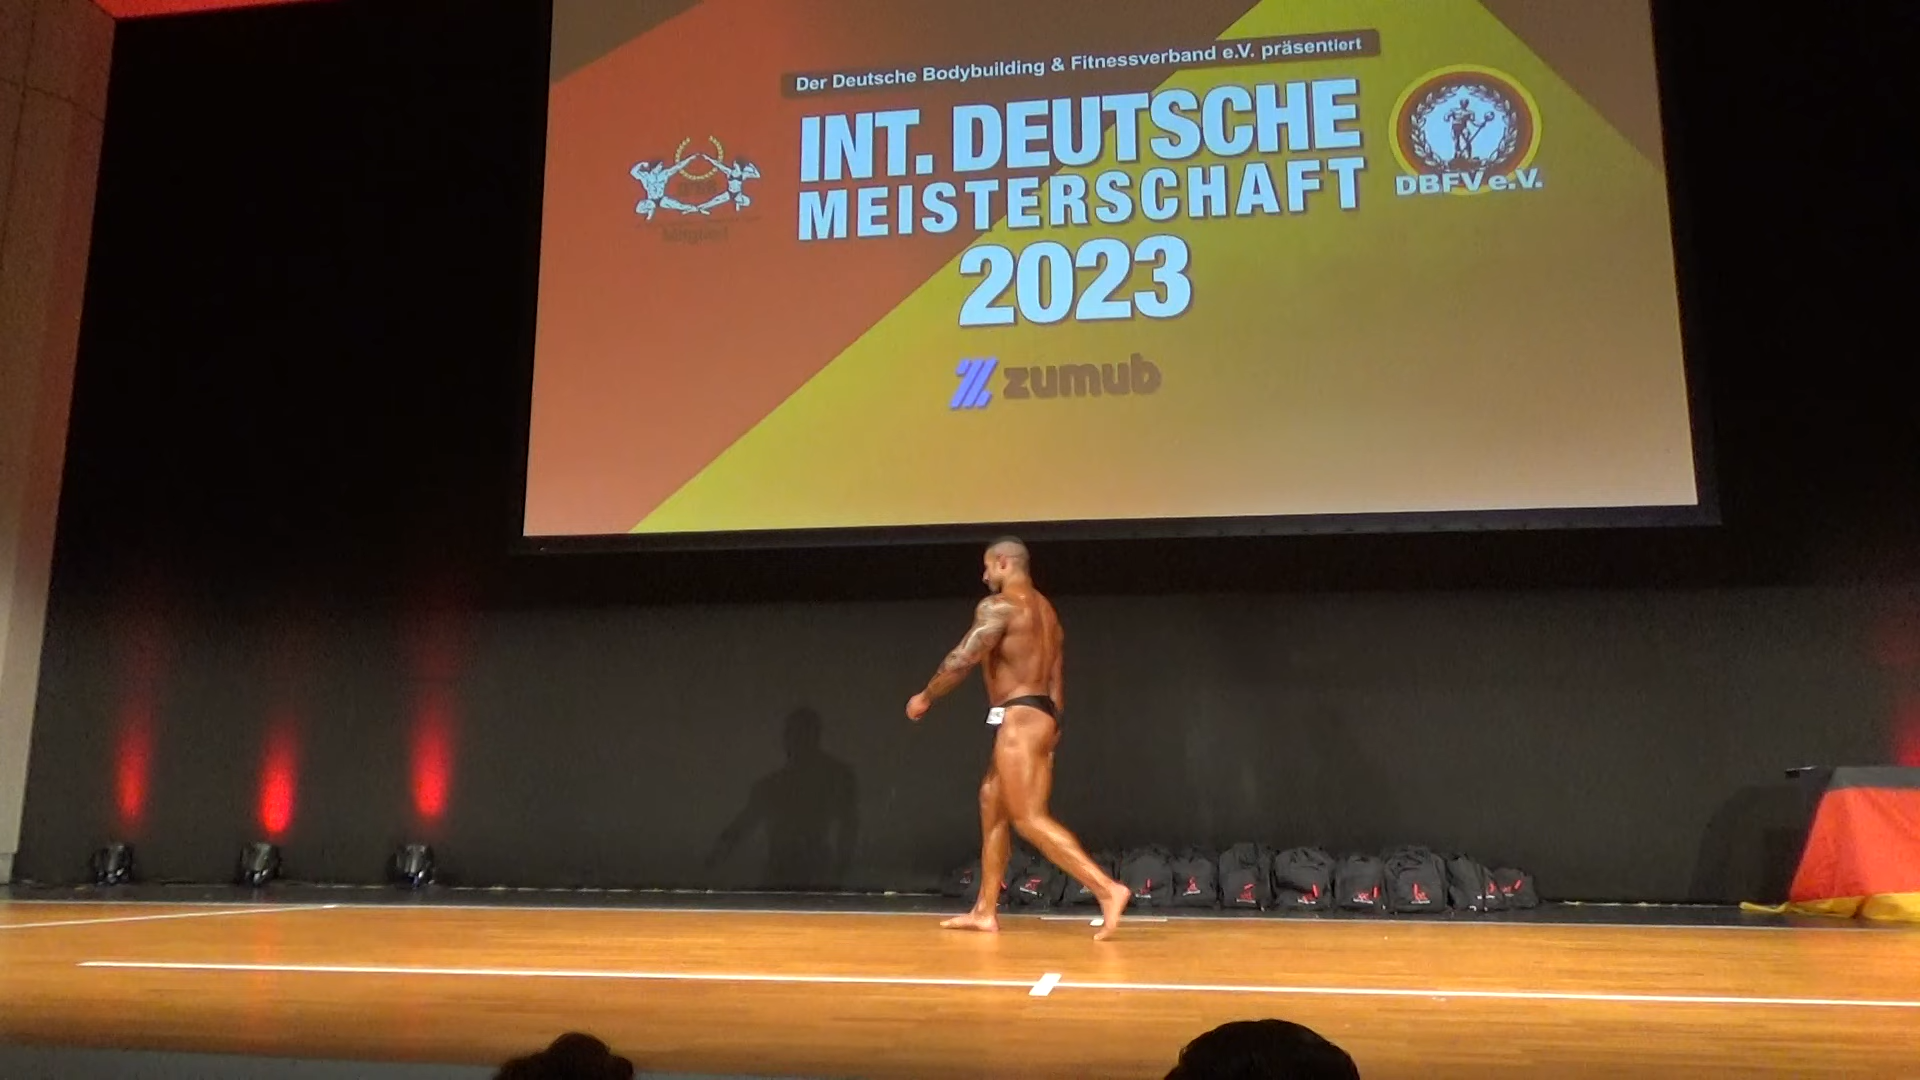 Der Deutsche Bodybuilding & Fitnessverband e.V. präsentiert
INT. DEUTSCHE
MEISTERSCHAFT
2023
DBFV e.V.
zumub